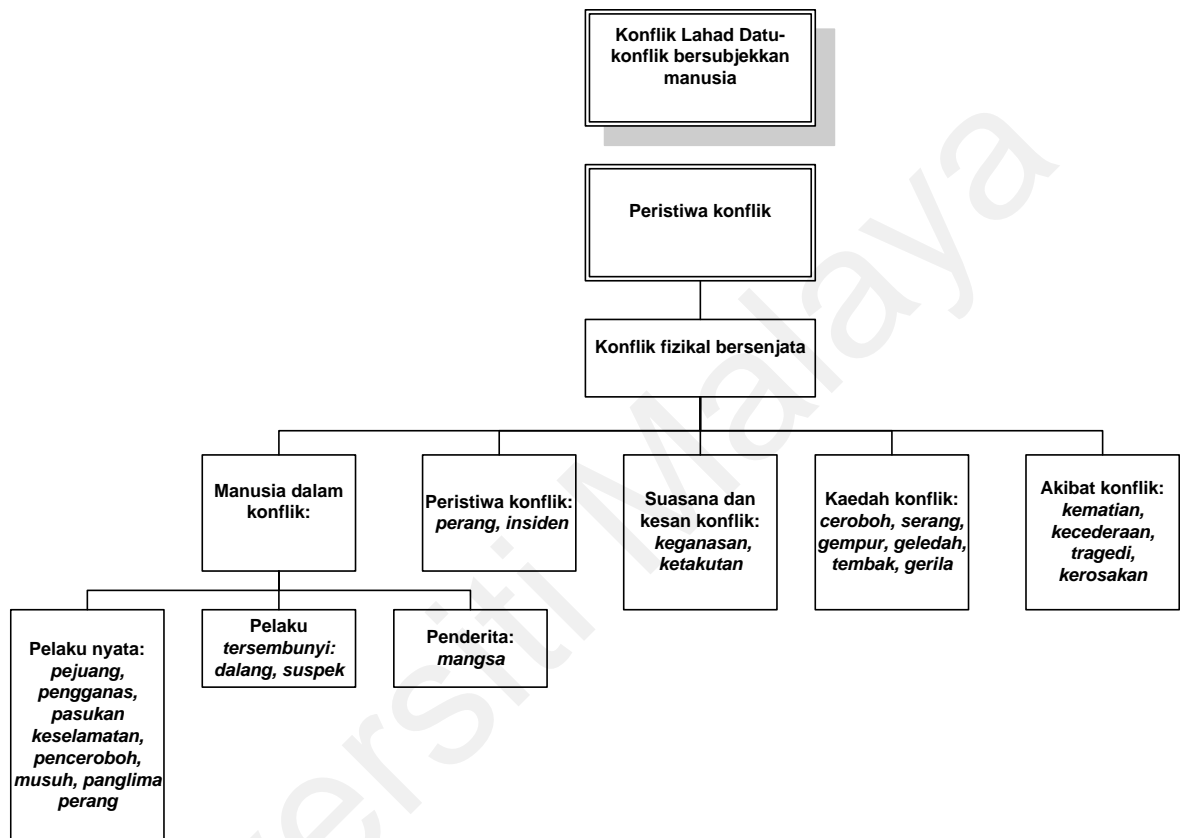 Konflik Lahad Datu-
konflik bersubjekkan
manusia
Peristiwa konflik
Konflik fizikal bersenjata
Manusia dalam
konflik:
Peristiwa konflik:
perang, insiden
Suasana dan
kesan konflik:
keganasan,
ketakutan
Kaedah konflik:
ceroboh, serang,
gempur, geledah,
tembak, gerila
Akibat konflik:
kematian,
kecederaan,
tragedi,
kerosakan
Pelaku nyata:
pejuang,
pengganas,
pasukan
keselamatan,
penceroboh,
musuh, panglima
perang
Pelaku
tersembunyi:
dalang, suspek
Penderita:
mangsa
ersiti Malaya